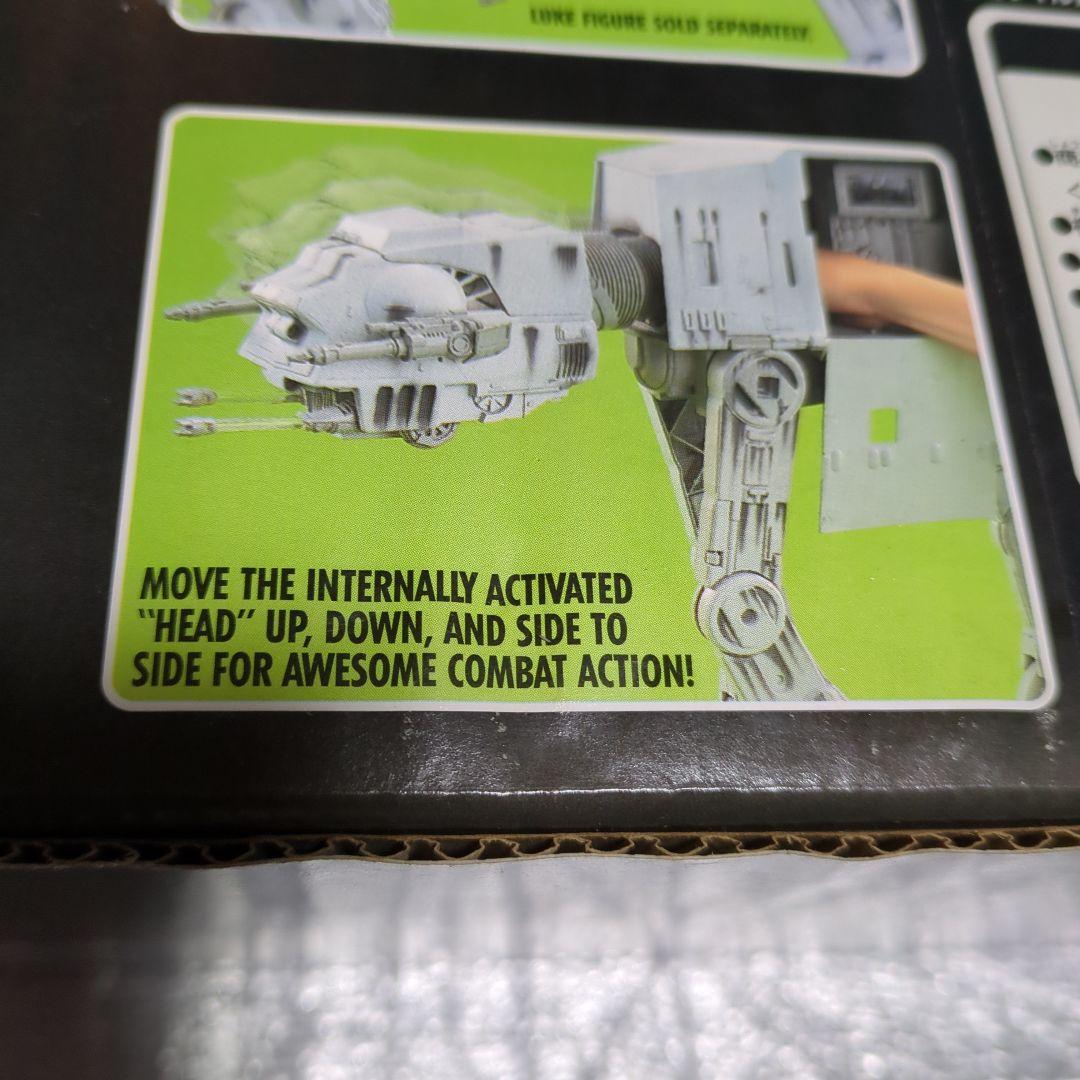 LUKE FIGURE SOLD SEPARATELY.
MOVE THE INTERNALLY ACTIVATED
"HEAD" UP, DOWN, AND SIDE TO
SIDE FOR AWESOME COMBAT ACTION!